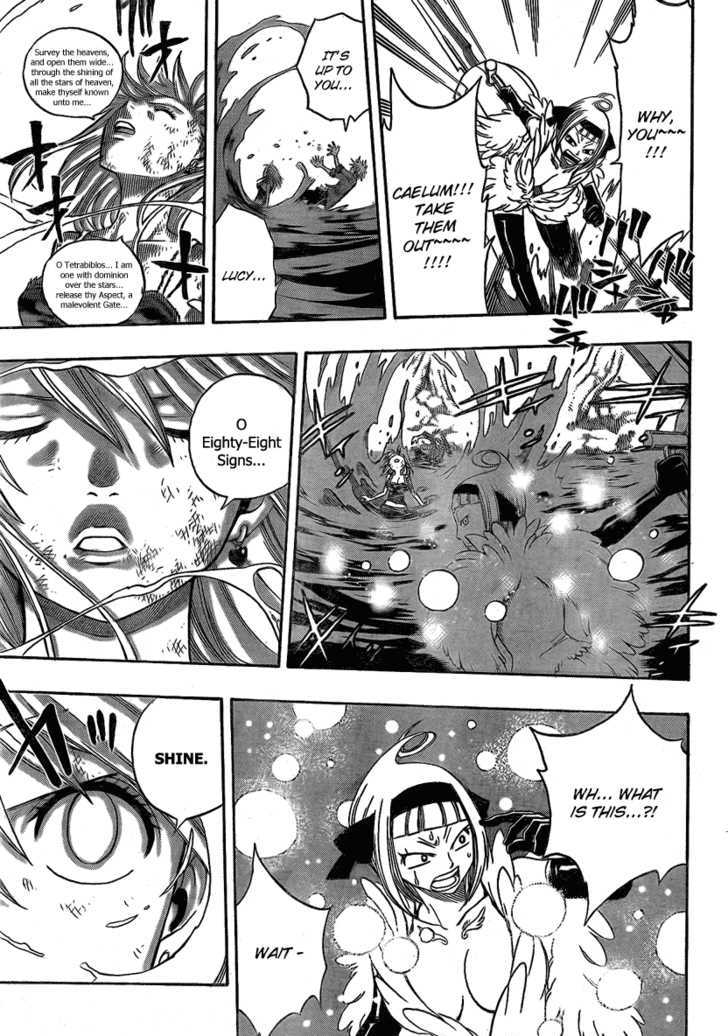 WHY,
YOU~~~
!!!
CAELUM!!!
TAKE
THEM
OUT~~~~
!!!!
IT'S
UP TO
YOU...
LUCY...
Survey the heavens,
and open them wide...
through the shining of
all the stars of heaven,
make thyself known
unto me...
O Tetrabiblos... I am
one with dominion
over the stars...
release thy Aspect, a
malevolent Gate...
O
Eighty-Eight
Signs...
WH... WHAT
IS THIS...?!
WAIT -
SHINE.